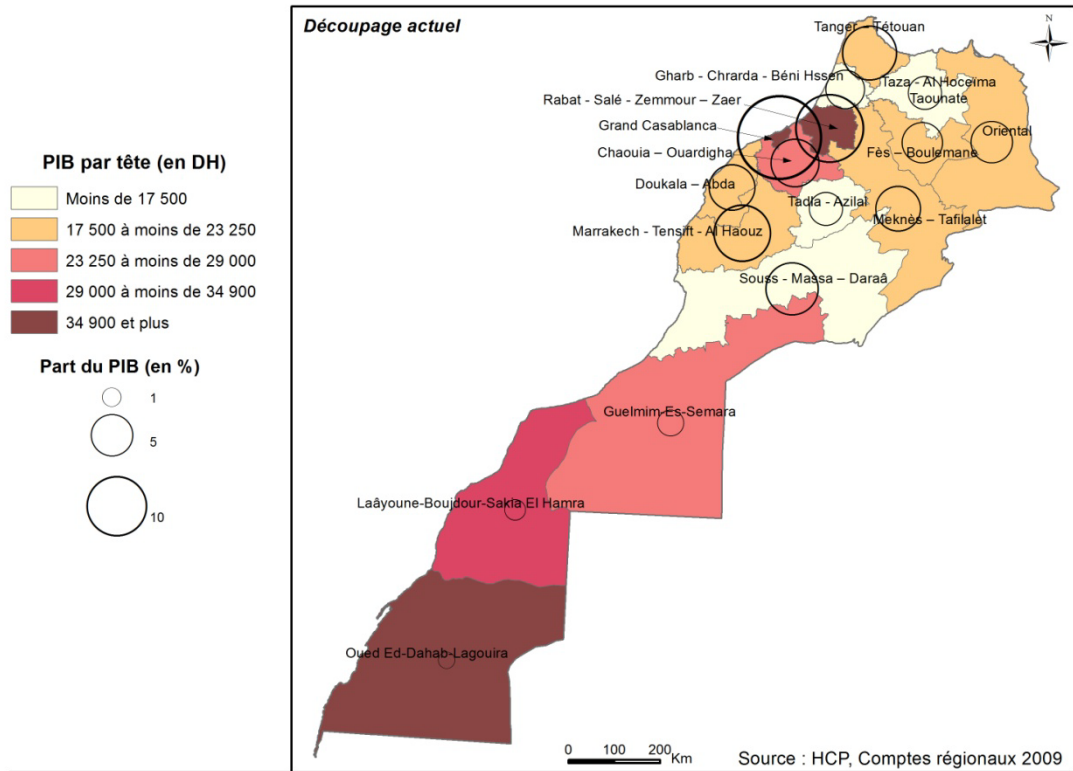 Découpage actuel
N
Tanger – Tétouan
Gharb - Chrarda - Béni Hssen
Taza - Al Hoceïma
Taounate
Rabat - Salé - Zemmour – Zaer
Grand Casablanca
Oriental
Chaouia – Ouardigha
Fès – Boulemane
Doukala – Abda
Tadla - Azilal
Meknès – Tafilalet
Marrakech - Tensift - Al Haouz
Souss - Massa – Daraâ
Guelmim-Es-Semara
Laâyoune-Boujdour-Sakia El Hamra
Oued Ed-Dahab-Lagouira
PIB par tête (en DH)
Moins de 17 500
17 500 à moins de 23 250
23 250 à moins de 29 000
29 000 à moins de 34 900
34 900 et plus
Part du PIB (en %)
1
5
10
0 100 200
Km
Source : HCP, Comptes régionaux 2009